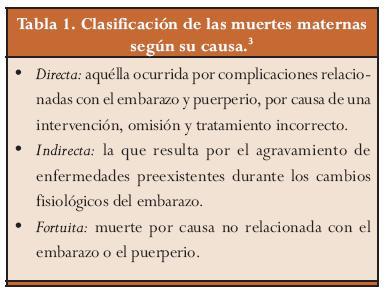 Tabla 1. Clasificación de las muertes maternas
según su causa.³
• Directa: aquélla ocurrida por complicaciones relacio-
nadas con el embarazo y puerperio, por causa de una
intervención, omisión y tratamiento incorrecto.
• Indirecta: la que resulta por el agravamiento de
enfermedades preexistentes durante los cambios
fisiológicos del embarazo.
• Fortuita: muerte por causa no relacionada con el
embarazo o el puerperio.